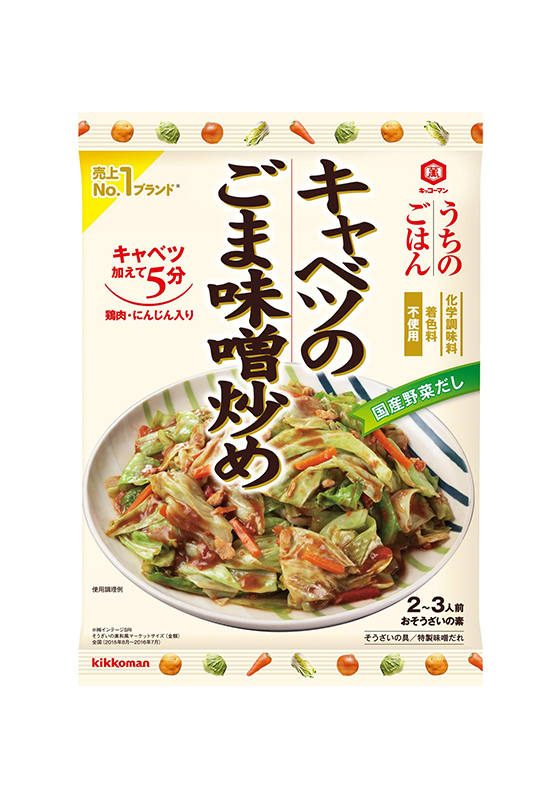 売上
No.1ブランド*
キッコーマン
うちの
ごはん
キャベツの
ごま味噌炒め
キャベツ
加えて5分
鶏肉・にんじん入り
化学調味料
着色料
不使用
国産野菜だし
使用調理例
2~3人前
おそうざいの素
そうざいの具/特製味噌だれ
※㈱インテージSRI
そうざいの素和風マーケットサイズ(金額)
全国(2015年8月~2016年7月)
kikkoman